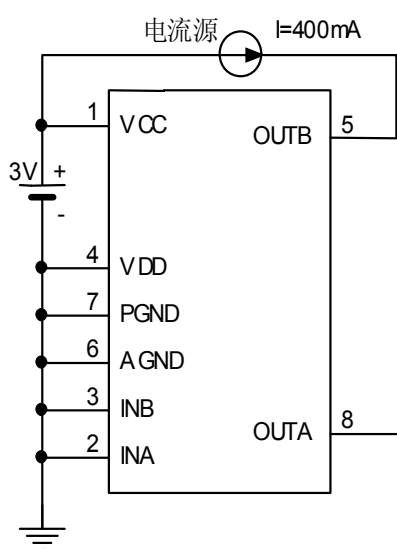 电流源 I=400mA
1 VCC
OUTB 5
3V +
-
4 VDD
7 PGND
6 AGND
3 INB
OUTA 8
2 INA